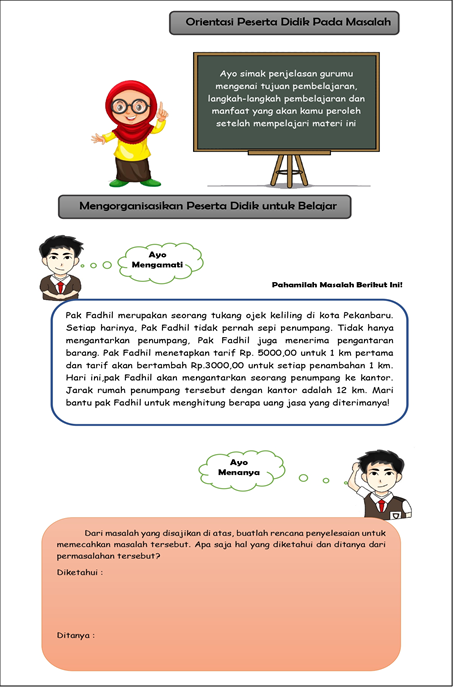 Orientasi Peserta Didik Pada Masalah
Ayo simak penjelasan gurumu
mengenai tujuan pembelajaran,
langkah-langkah pembelajaran dan
manfaat yang akan kamu peroleh
setelah mempelajari materi ini
Mengorganisasikan Peserta Didik untuk Belajar
Ayo
Mengamati
Pahamilah Masalah Berikut Ini!
Pak Fadhil merupakan seorang tukang ojek keliling di kota Pekanbaru.
Setiap harinya, Pak Fadhil tidak pernah sepi penumpang. Tidak hanya
mengantarkan penumpang, Pak Fadhil juga menerima pengantaran
barang. Pak Fadhil menetapkan tarif Rp. 5000,00 untuk 1 km pertama
dan tarif akan bertambah Rp.3000,00 untuk setiap penambahan 1 km.
Hari ini,pak Fadhil akan mengantarkan seorang penumpang ke kantor.
Jarak rumah penumpang tersebut dengan kantor adalah 12 km. Mari
bantu pak Fadhil untuk menghitung berapa uang jasa yang diterimanya!
Ayo
Menanya
Dari masalah yang disajikan di atas, buatlah rencana penyelesaian untuk
memecahkan masalah tersebut. Apa saja hal yang diketahui dan ditanya dari
permasalahan tersebut?
Diketahui :
Ditanya :